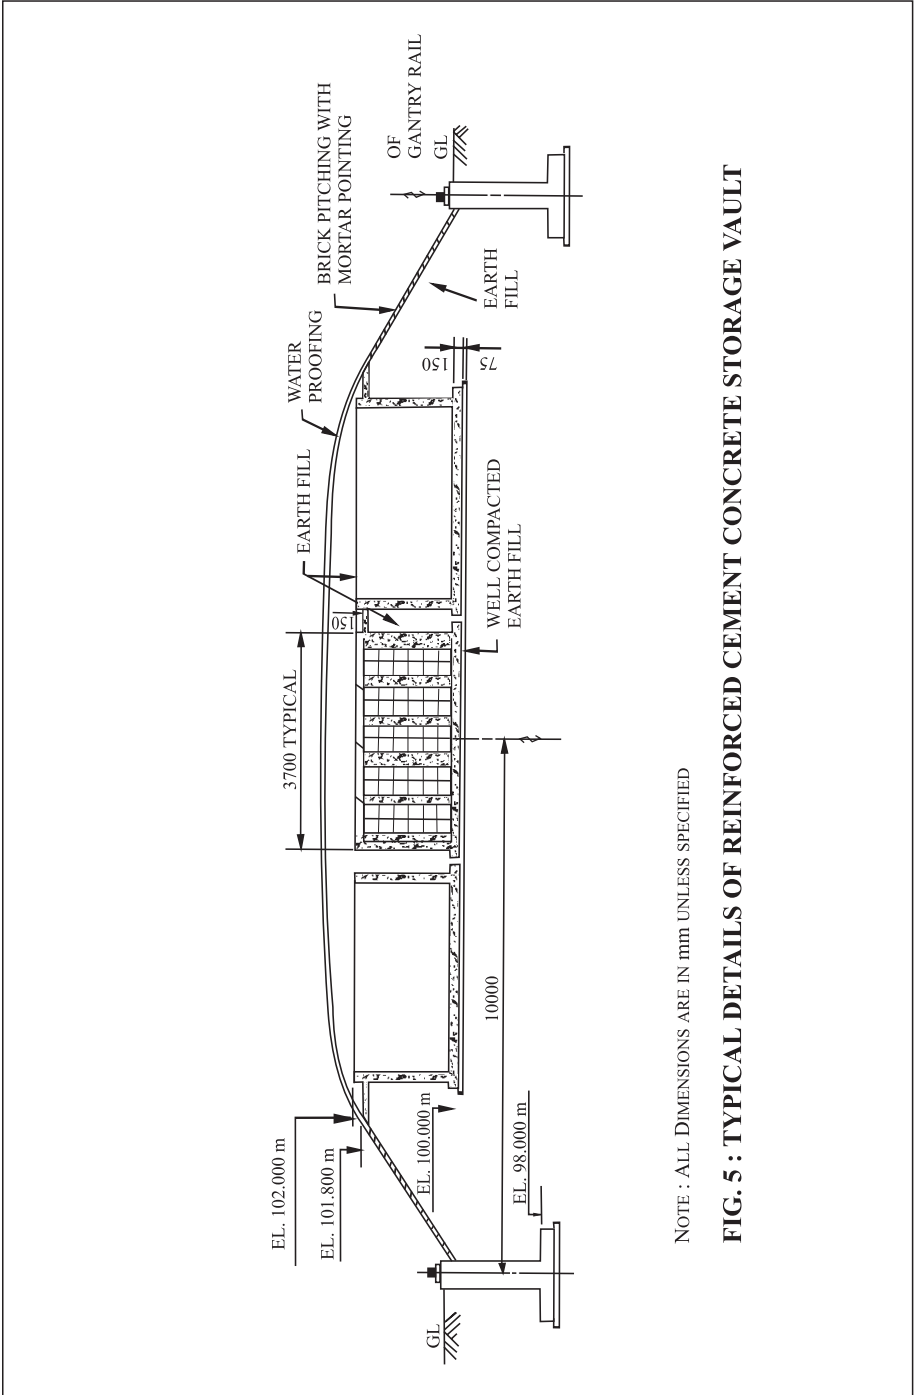 EL. 102.000 m
EL. 101.800 m
EL. 100.000 m
EL. 98.000 m
GL
3700 TYPICAL
150
EARTH FILL
WATER
PROOFING
BRICK PITCHING WITH
MORTAR POINTING
OF
GANTRY RAIL
GL
EARTH
FILL
150
75
WELL COMPACTED
EARTH FILL
10000
NOTE : ALL DIMENSIONS ARE IN mm UNLESS SPECIFIED
FIG. 5 : TYPICAL DETAILS OF REINFORCED CEMENT CONCRETE STORAGE VAULT